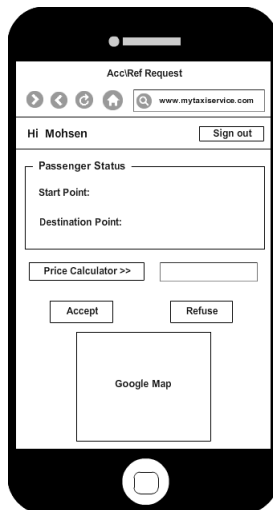 Acc\Ref Request
www.mytaxiservice.com
Hi Mohsen
Sign out
Passenger Status
Start Point:
Destination Point:
Price Calculator >>
Accept
Refuse
Google Map